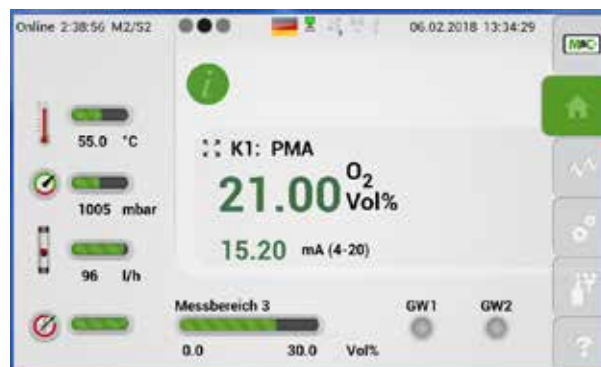 Online 2:38:56 M2/S2
06.02.2018 13:34:29
M&C
i
55.0 °C
K1: PMA
21.00 O2 Vol%
1005 mbar
15.20 mA (4-20)
96 l/h
Messbereich 3
GW1 GW2
0.0 30.0 Vol%
?